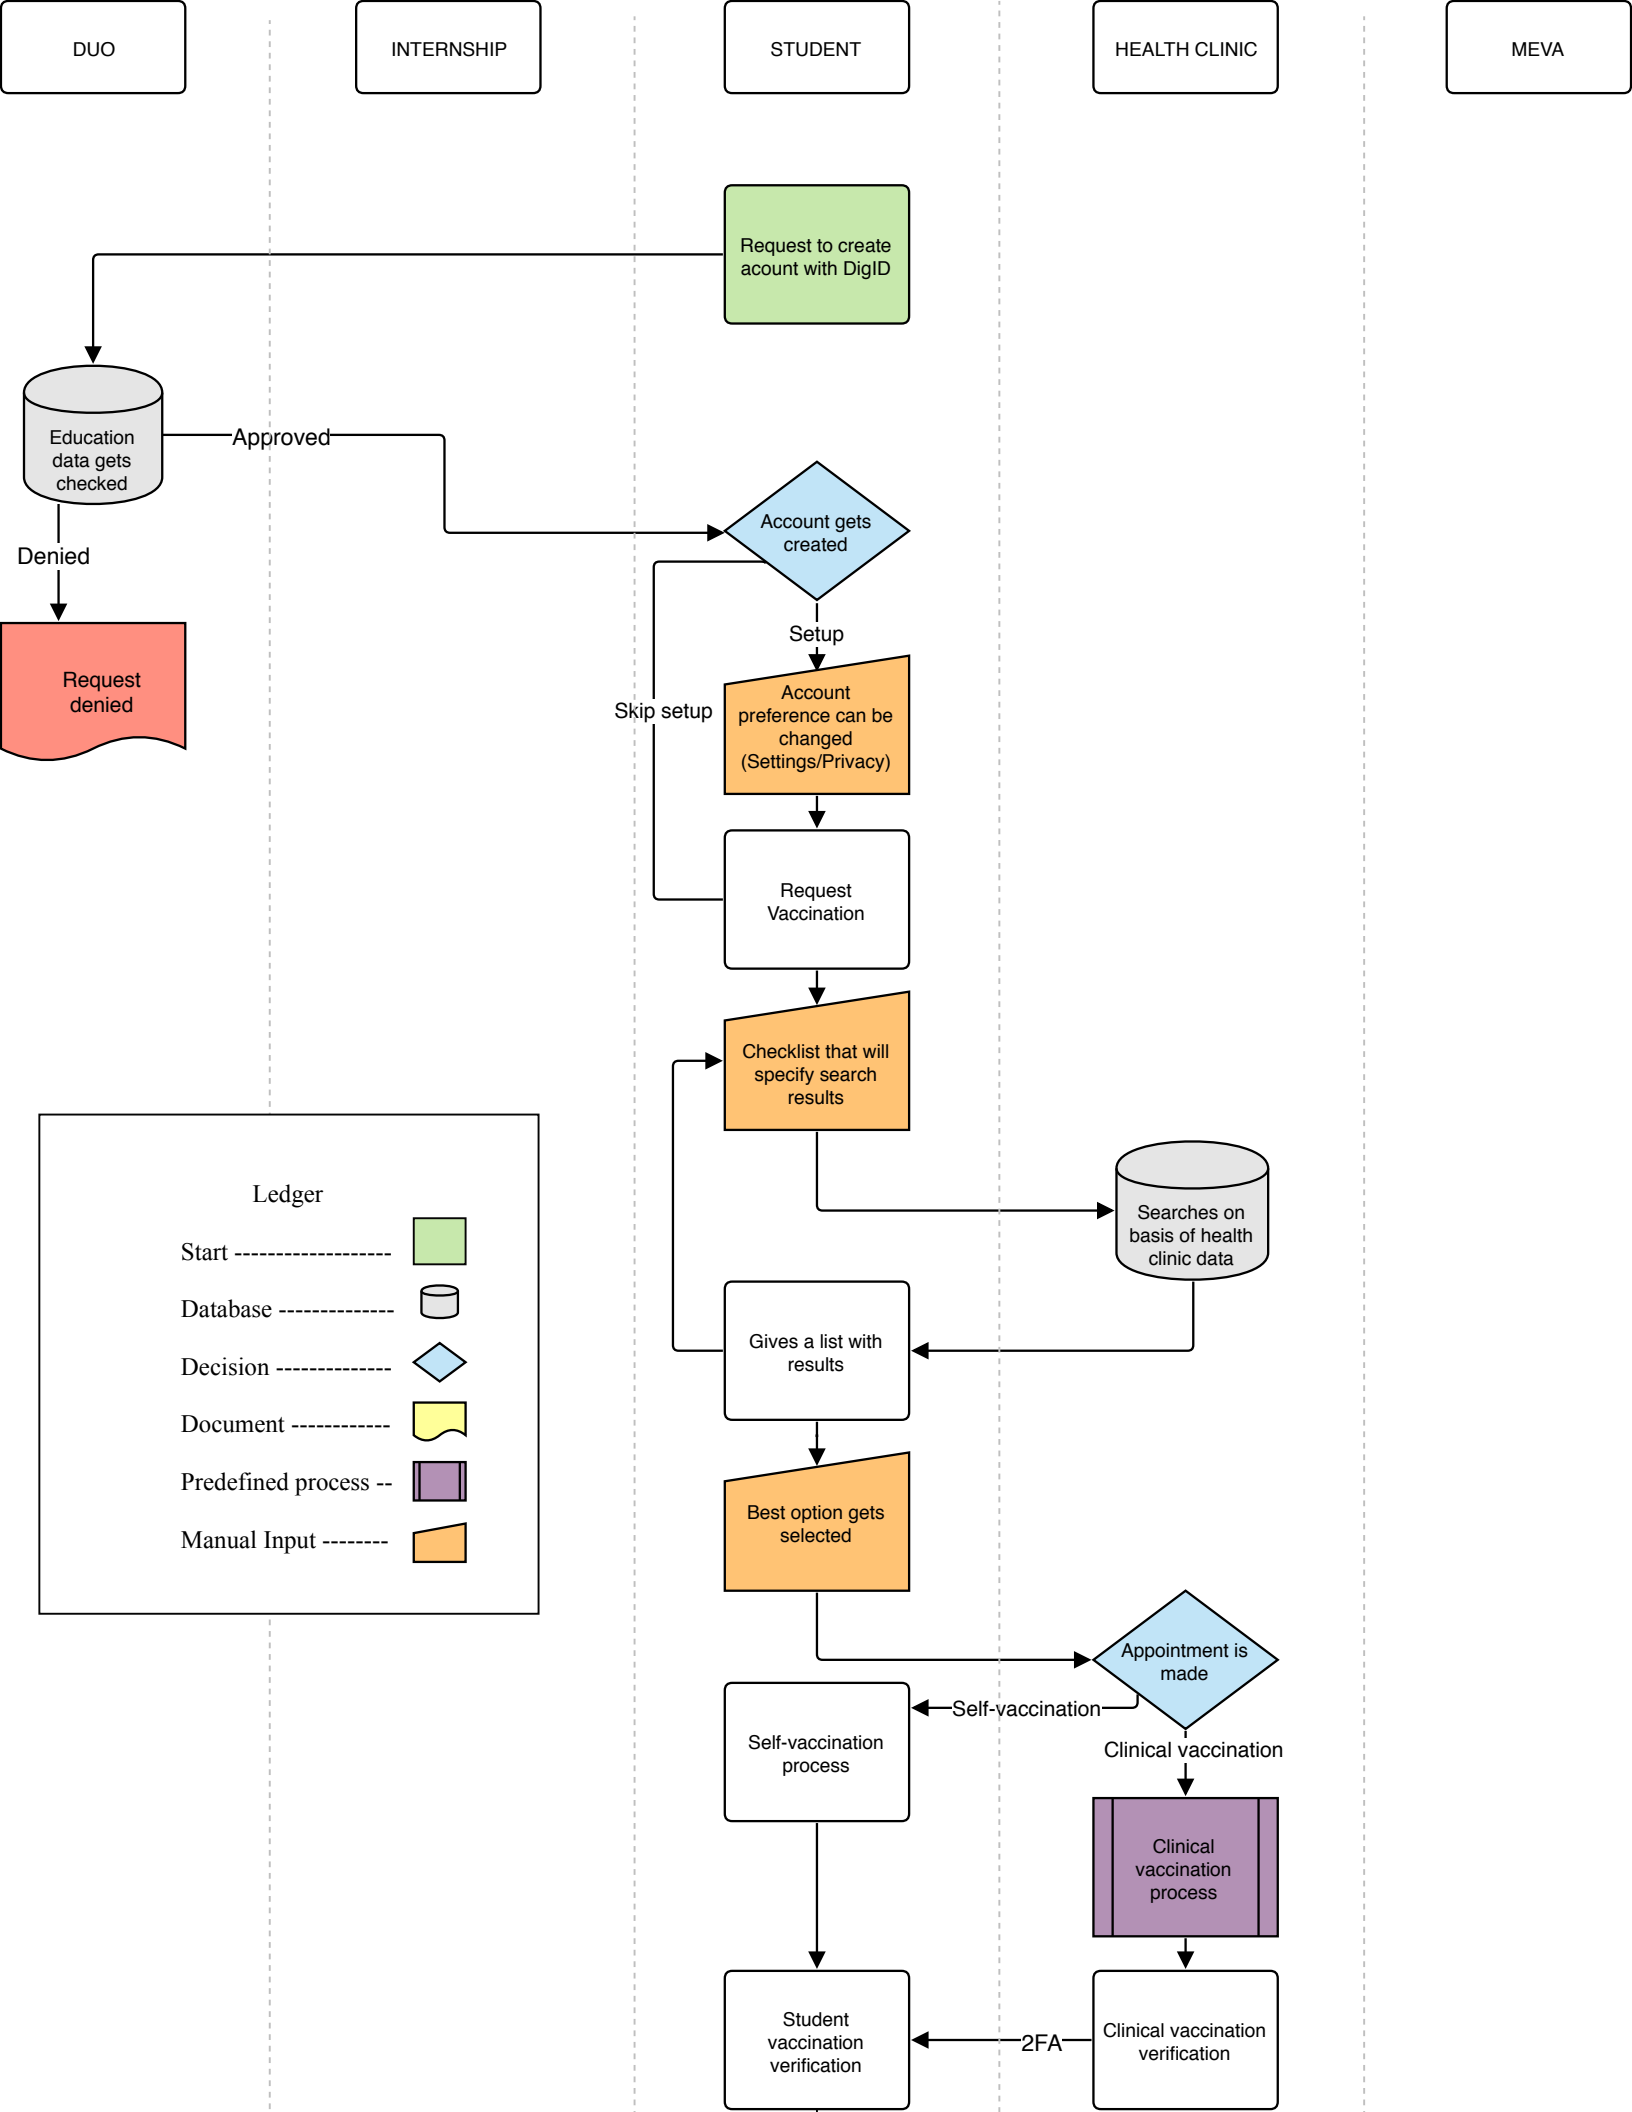 DUO
INTERNSHIP
STUDENT
HEALTH CLINIC
MEVA
Request to create
acount with DigID
Education
data gets
checked
Approved
Denied
Request
denied
Account gets
created
Setup
Skip setup
Account
preference can be
changed
(Settings/Privacy)
Request
Vaccination
Checklist that will
specify search
results
Searches on
basis of health
clinic data
Gives a list with
results
Best option gets
selected
Ledger
Start
Database
Decision
Document
Predefined process
Manual Input
Appointment is
made
Self-vaccination
Clinical vaccination
Self-vaccination
process
Clinical
vaccination
process
Student
vaccination
verification
2FA
Clinical vaccination
verification